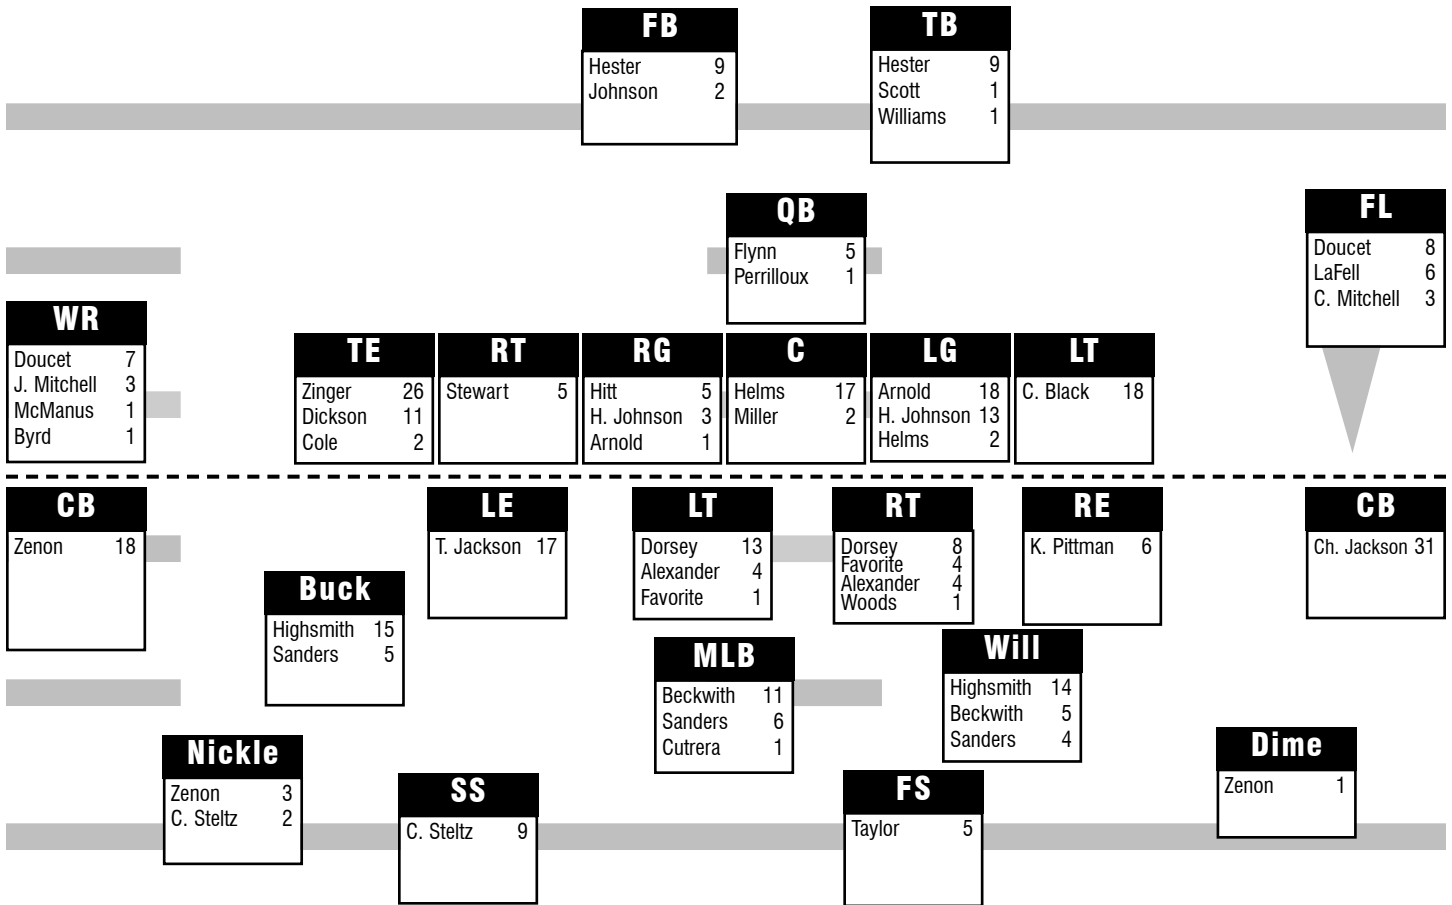 FB
Hester 9
Johnson 2
TB
Hester 9
Scott 1
Williams 1
QB
Flynn 5
Perrilloux 1
FL
Doucet 8
LaFell 6
C. Mitchell 3
WR
Doucet 7
J. Mitchell 3
McManus 1
Byrd 1
TE
Zinger 26
Dickson 11
Cole 2
RT
Stewart 5
RG
Hitt 5
H. Johnson 3
Arnold 1
C
Helms 17
Miller 2
LG
Arnold 18
H. Johnson 13
Helms 2
LT
C. Black 18
CB
Zenon 18
LE
T. Jackson 17
LT
Dorsey 13
Alexander 4
Favorite 1
RT
Dorsey 8
Favorite 4
Alexander 4
Woods 1
RE
K. Pittman 6
CB
Ch. Jackson 31
Buck
Highsmith 15
Sanders 5
MLB
Beckwith 11
Sanders 6
Cutrera 1
Will
Highsmith 14
Beckwith 5
Sanders 4
Nickle
Zenon 3
C. Steltz 2
SS
C. Steltz 9
FS
Taylor 5
Dime
Zenon 1